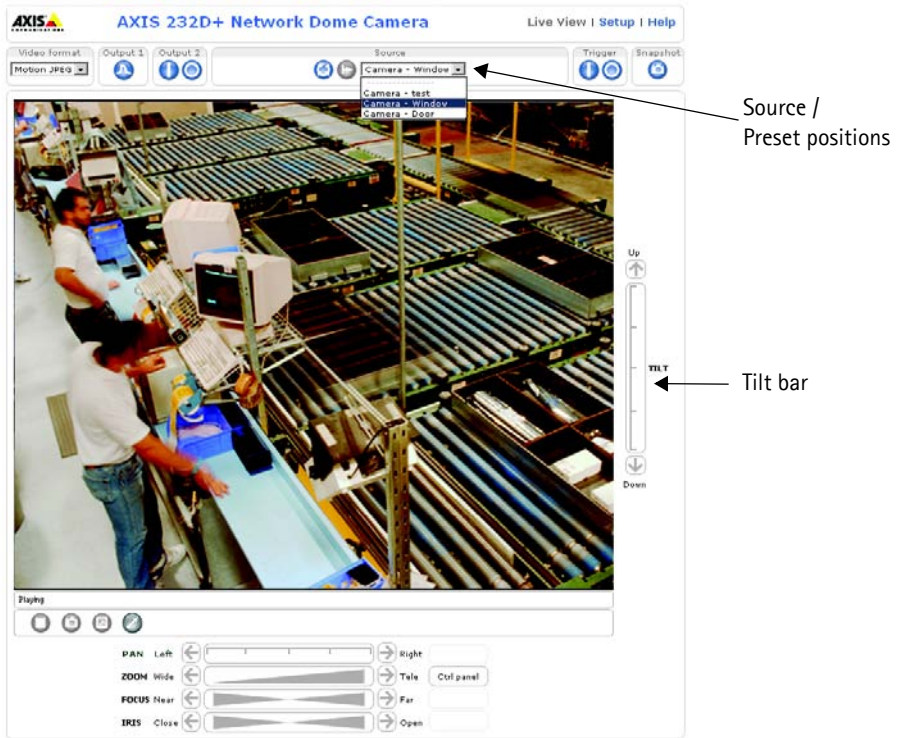 AXIS COMMUNICATIONS
AXIS 232D+ Network Dome Camera
Live View | Setup | Help
Video format
Output 1
Output 2
Source
Trigger
Snapshot
Motion JPEG
Camera - Window
--------------
Camera - test
Camera - Window
Camera - Door
Source /
Preset positions
Up
TILT
Tilt bar
Down
Playing
PAN Left
Right
ZOOM Wide
Tele
Ctrl panel
FOCUS Near
Far
IRIS Close
Open